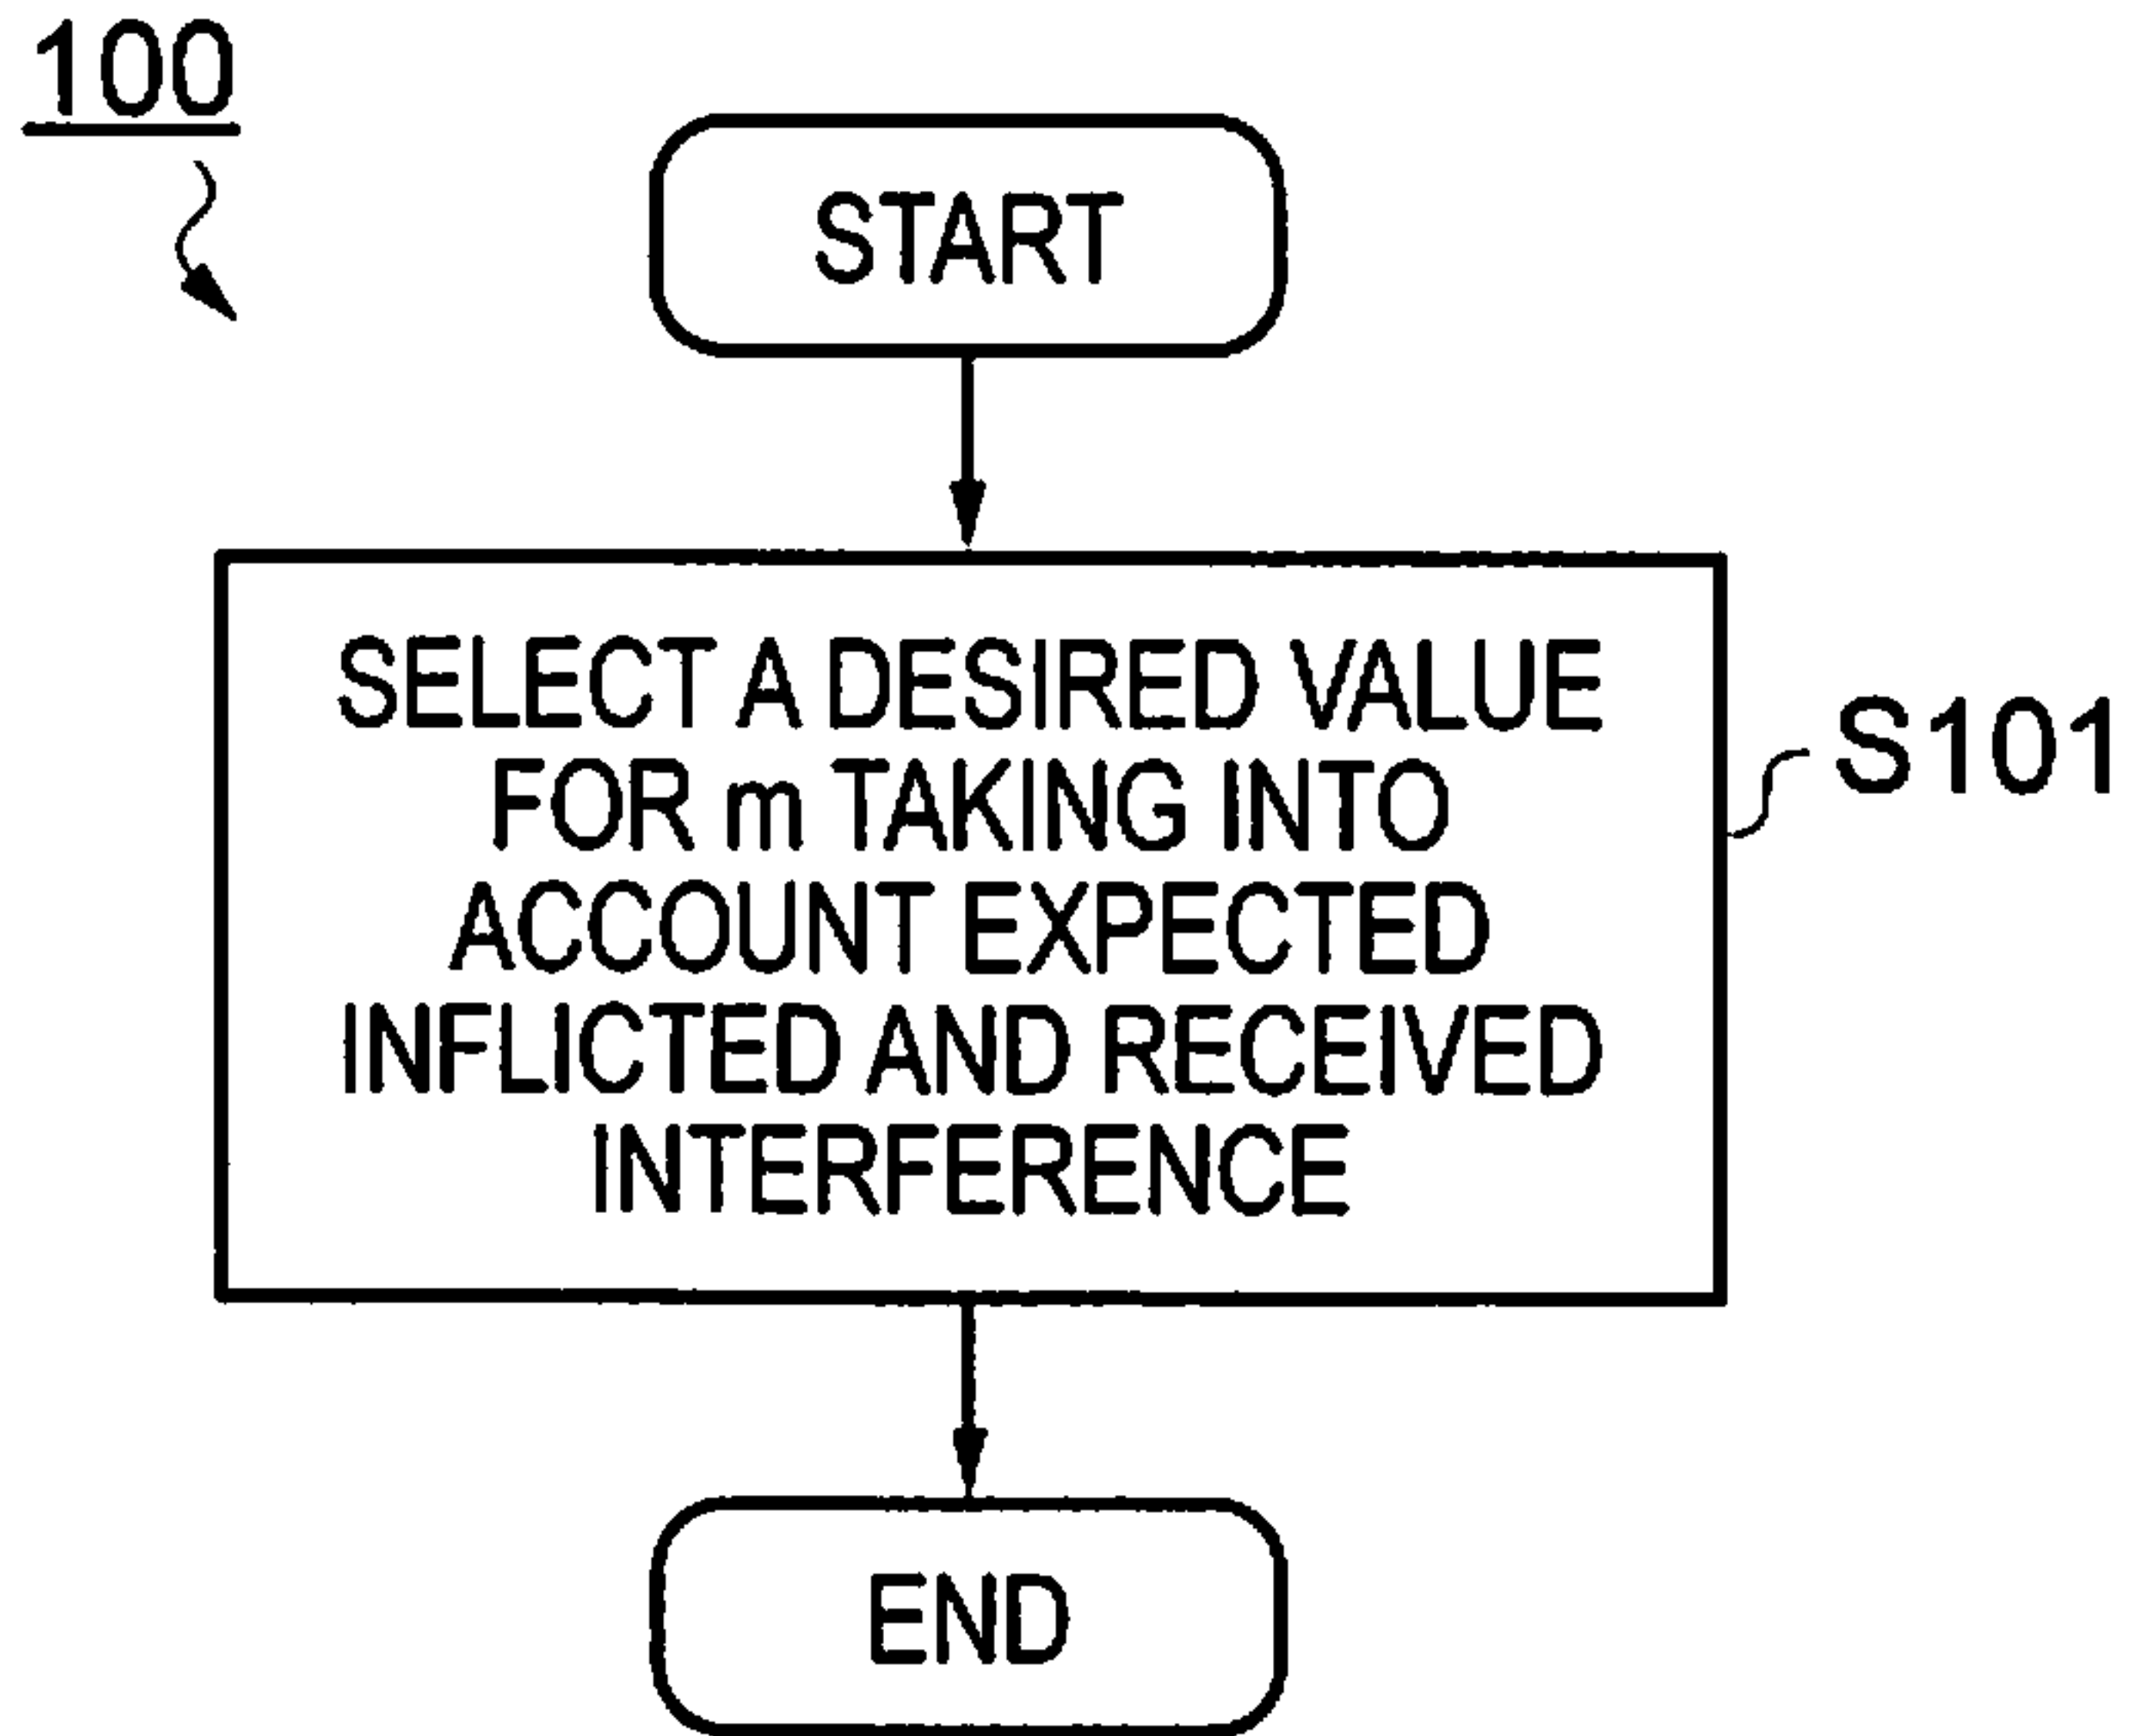 100
START
SELECT A DESIRED VALUE
FOR m TAKING INTO
ACCOUNT EXPECTED
INFLICTED AND RECEIVED
INTERFERENCE
S101
END